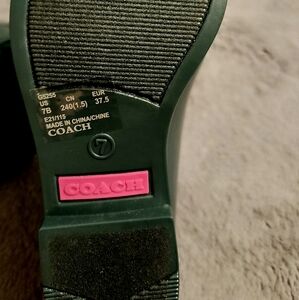 G5255
US CN EUR
7B 240(1.5) 37.5
E21/115
MADE IN CHINA/CHINE
COACH
7
COACH